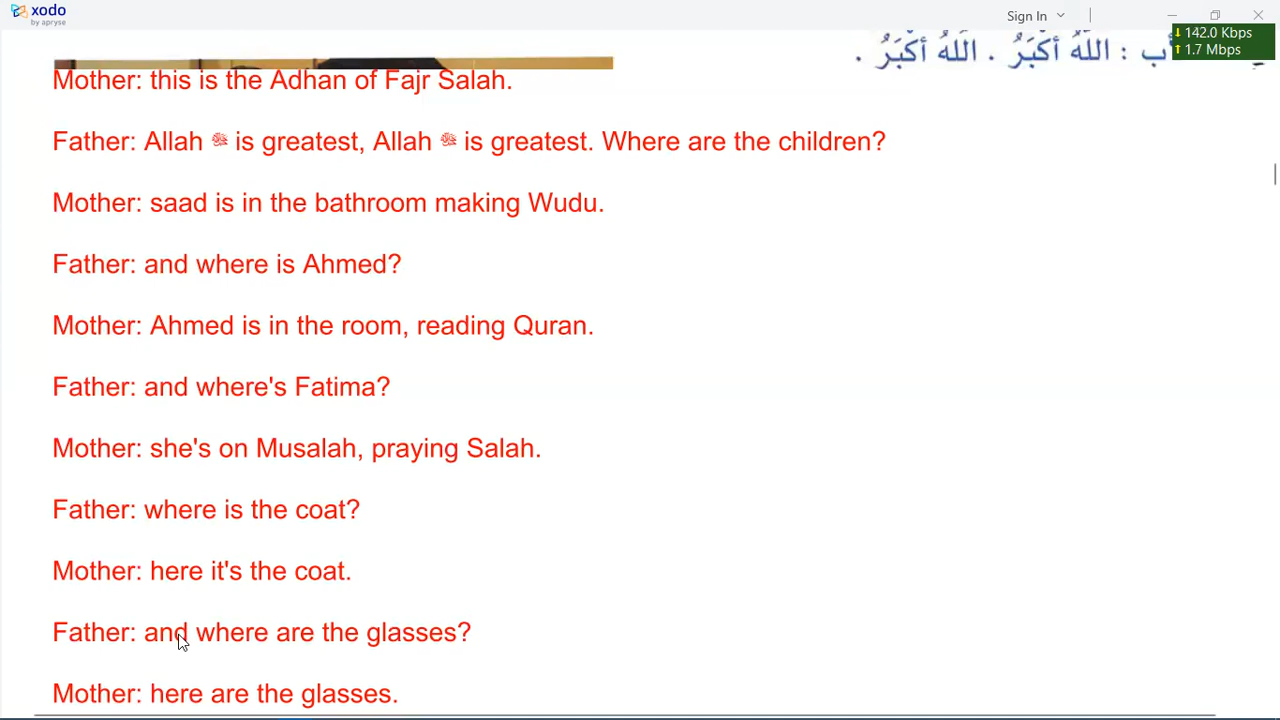 xodo
by apryse
Sign In
↓ 142.0 Kbps
↑ 1.7 Mbps
أب : اَللهُ أَكْبَرُ . اَللهُ أَكْبَرُ .
Mother: this is the Adhan of Fajr Salah.
Father: Allah ﷻ is greatest, Allah ﷻ is greatest. Where are the children?
Mother: saad is in the bathroom making Wudu.
Father: and where is Ahmed?
Mother: Ahmed is in the room, reading Quran.
Father: and where's Fatima?
Mother: she's on Musalah, praying Salah.
Father: where is the coat?
Mother: here it's the coat.
Father: and where are the glasses?
Mother: here are the glasses.